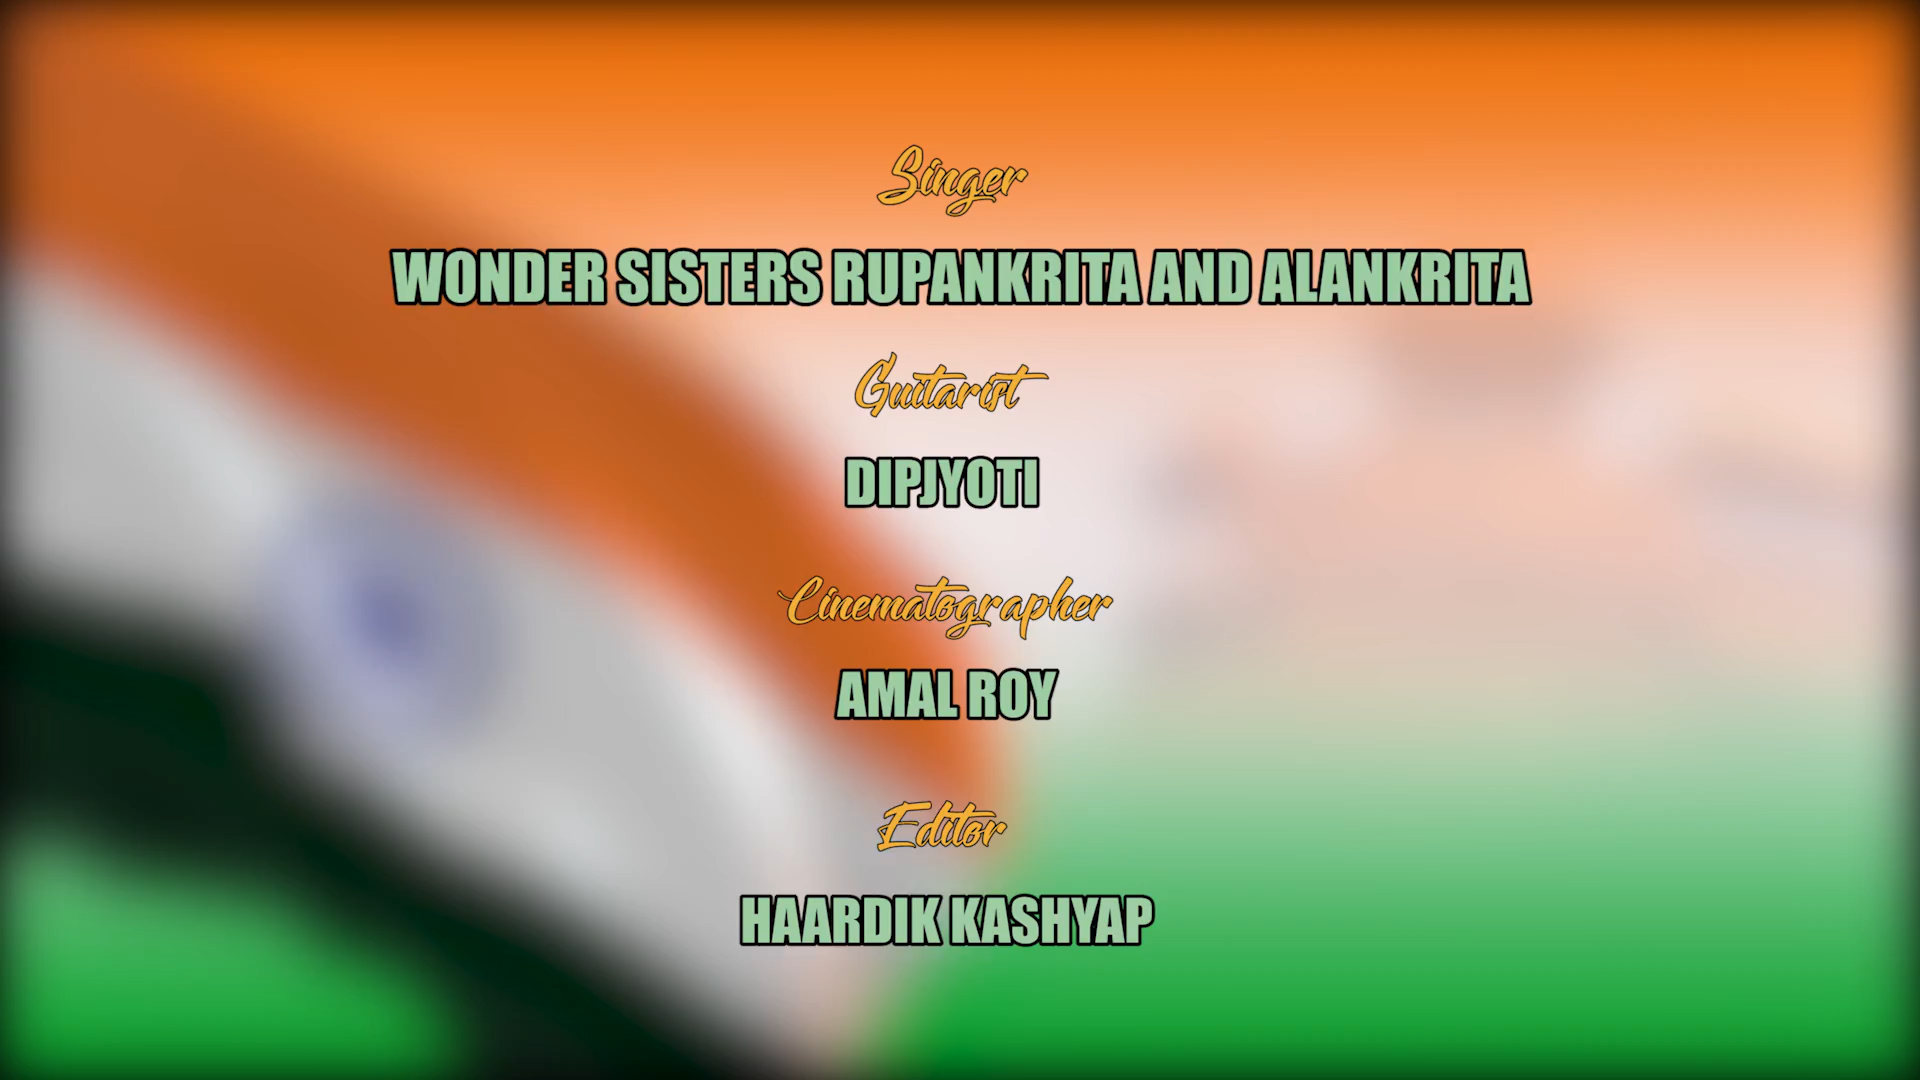 Singer
WONDER SISTERS RUPANKRITA AND ALANKRITA
Guitarist
DIPJYOTI
Cinematographer
AMAL ROY
Editor
HAARDIK KASHYAP